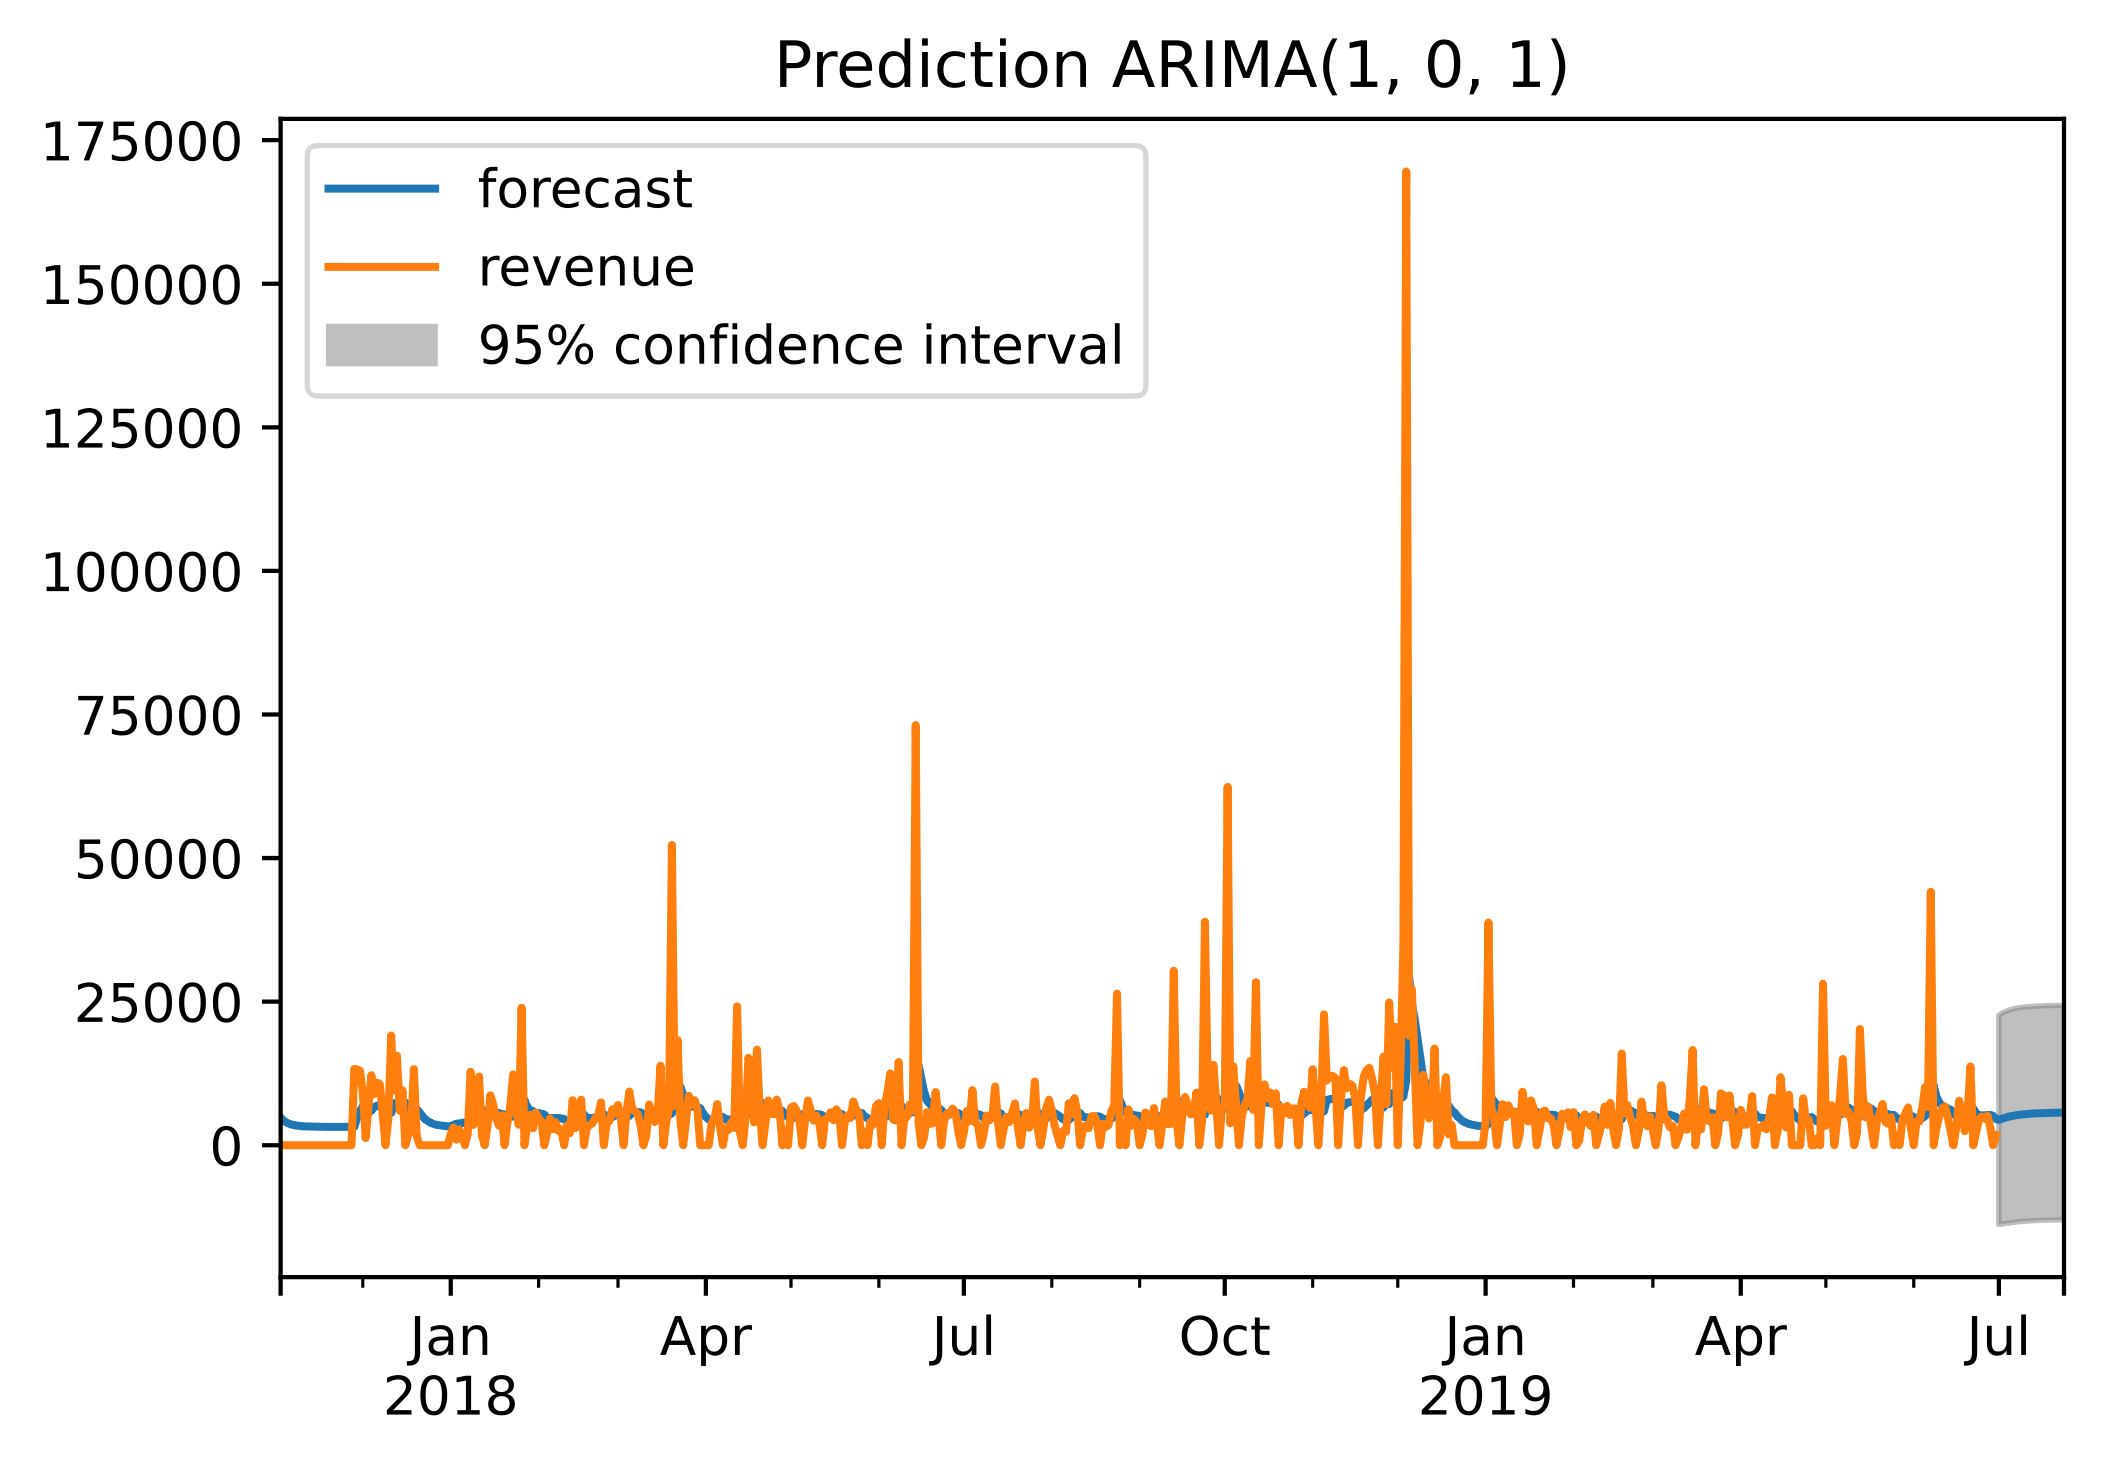 Prediction ARIMA(1, 0, 1)
175000
150000
125000
100000
75000
50000
25000
0
forecast
revenue
95% confidence interval
Jan Apr Jul Oct Jan Apr Jul
2018 2019